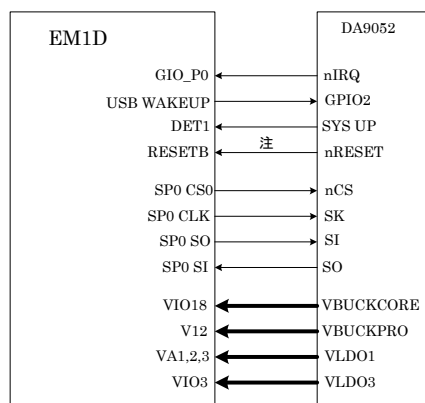 EM1D
DA9052
GIO_P0 nIRQ
USB WAKEUP GPIO2
DET1 SYS UP
注
RESETB nRESET
SP0 CS0 nCS
SP0 CLK SK
SP0 SO SI
SP0 SI SO
VIO18 VBUCKCORE
V12 VBUCKPRO
VA1,2,3 VLDO1
VIO3 VLDO3